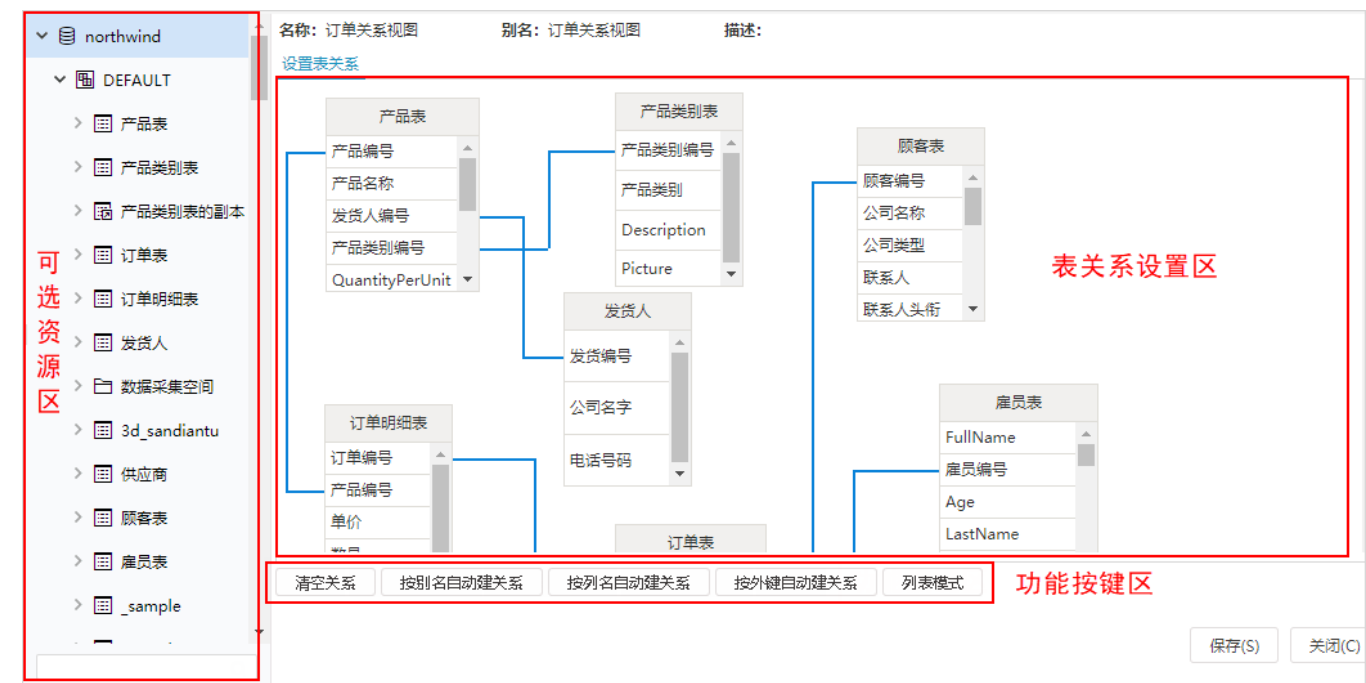 northwind
DEFAULT
产品表
产品类别表
产品类别表的副本
订单表
订单明细表
发货人
数据采集空间
3d_sandiantu
供应商
顾客表
雇员表
_sample
可选资源区
名称: 订单关系视图 别名: 订单关系视图 描述:
设置表关系
产品表
产品编号
产品名称
发货人编号
产品类别编号
QuantityPerUnit
产品类别表
产品类别编号
产品类别
Description
Picture
顾客表
顾客编号
公司名称
公司类型
联系人
联系人头衔
表关系设置区
发货人
发货编号
公司名字
电话号码
订单明细表
订单编号
产品编号
单价
订单表
雇员表
FullName
雇员编号
Age
LastName
清空关系 按别名自动建关系 按列名自动建关系 按外键自动建关系 列表模式
功能按键区
保存(S) 关闭(C)